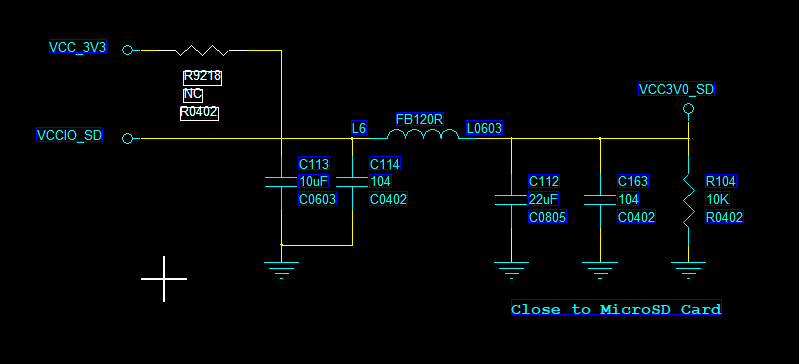 VCC_3V3
R9218
NC
R0402
VCCIO_SD
L6
FB120R
L0603
VCC3V0_SD
C113
10uF
C0603
C114
104
C0402
C112
22uF
C0805
C163
104
C0402
R104
10K
R0402
Close to MicroSD Card